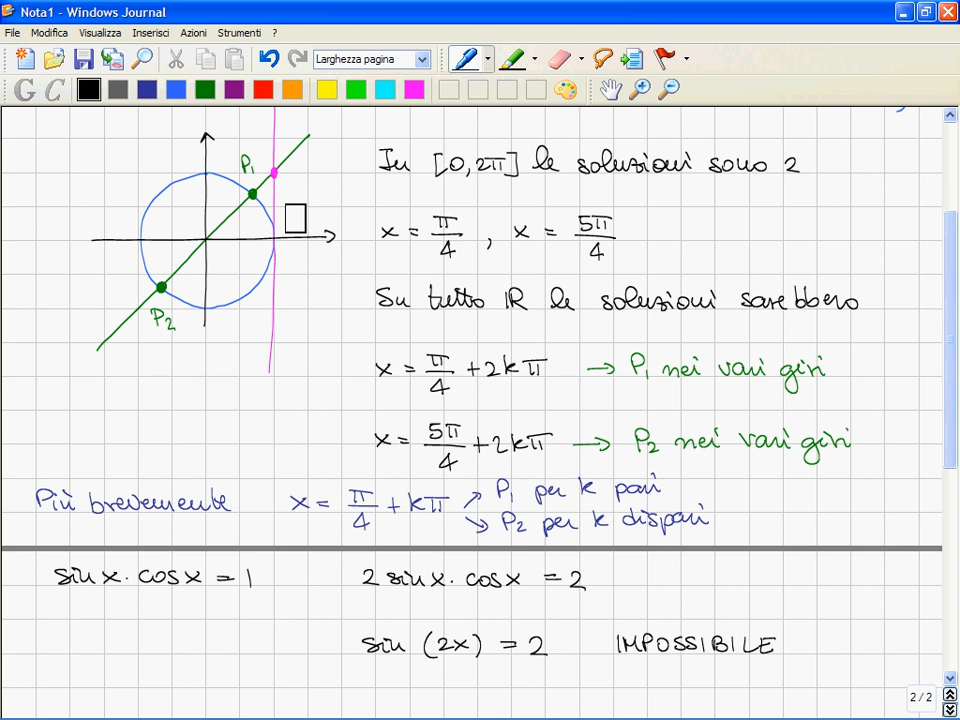 Nota1 - Windows Journal
File Modifica Visualizza Inserisci Azioni Strumenti ?
Larghezza pagina
G C
P₁
P₂
In [0,2π] le soluzioni sono 2
x = π/4 , x = 5π/4
Su tutto ℝ le soluzioni sarebbero
x = π/4 + 2kπ → P₁ nei vari giri
x = 5π/4 + 2kπ → P₂ nei vari giri
Più brevemente x = π/4 + kπ ↗ P₁ per k pari
↘ P₂ per k dispari
sin x · cos x = 1 2 sin x · cos x = 2
sin (2x) = 2 IMPOSSIBILE
2 / 2